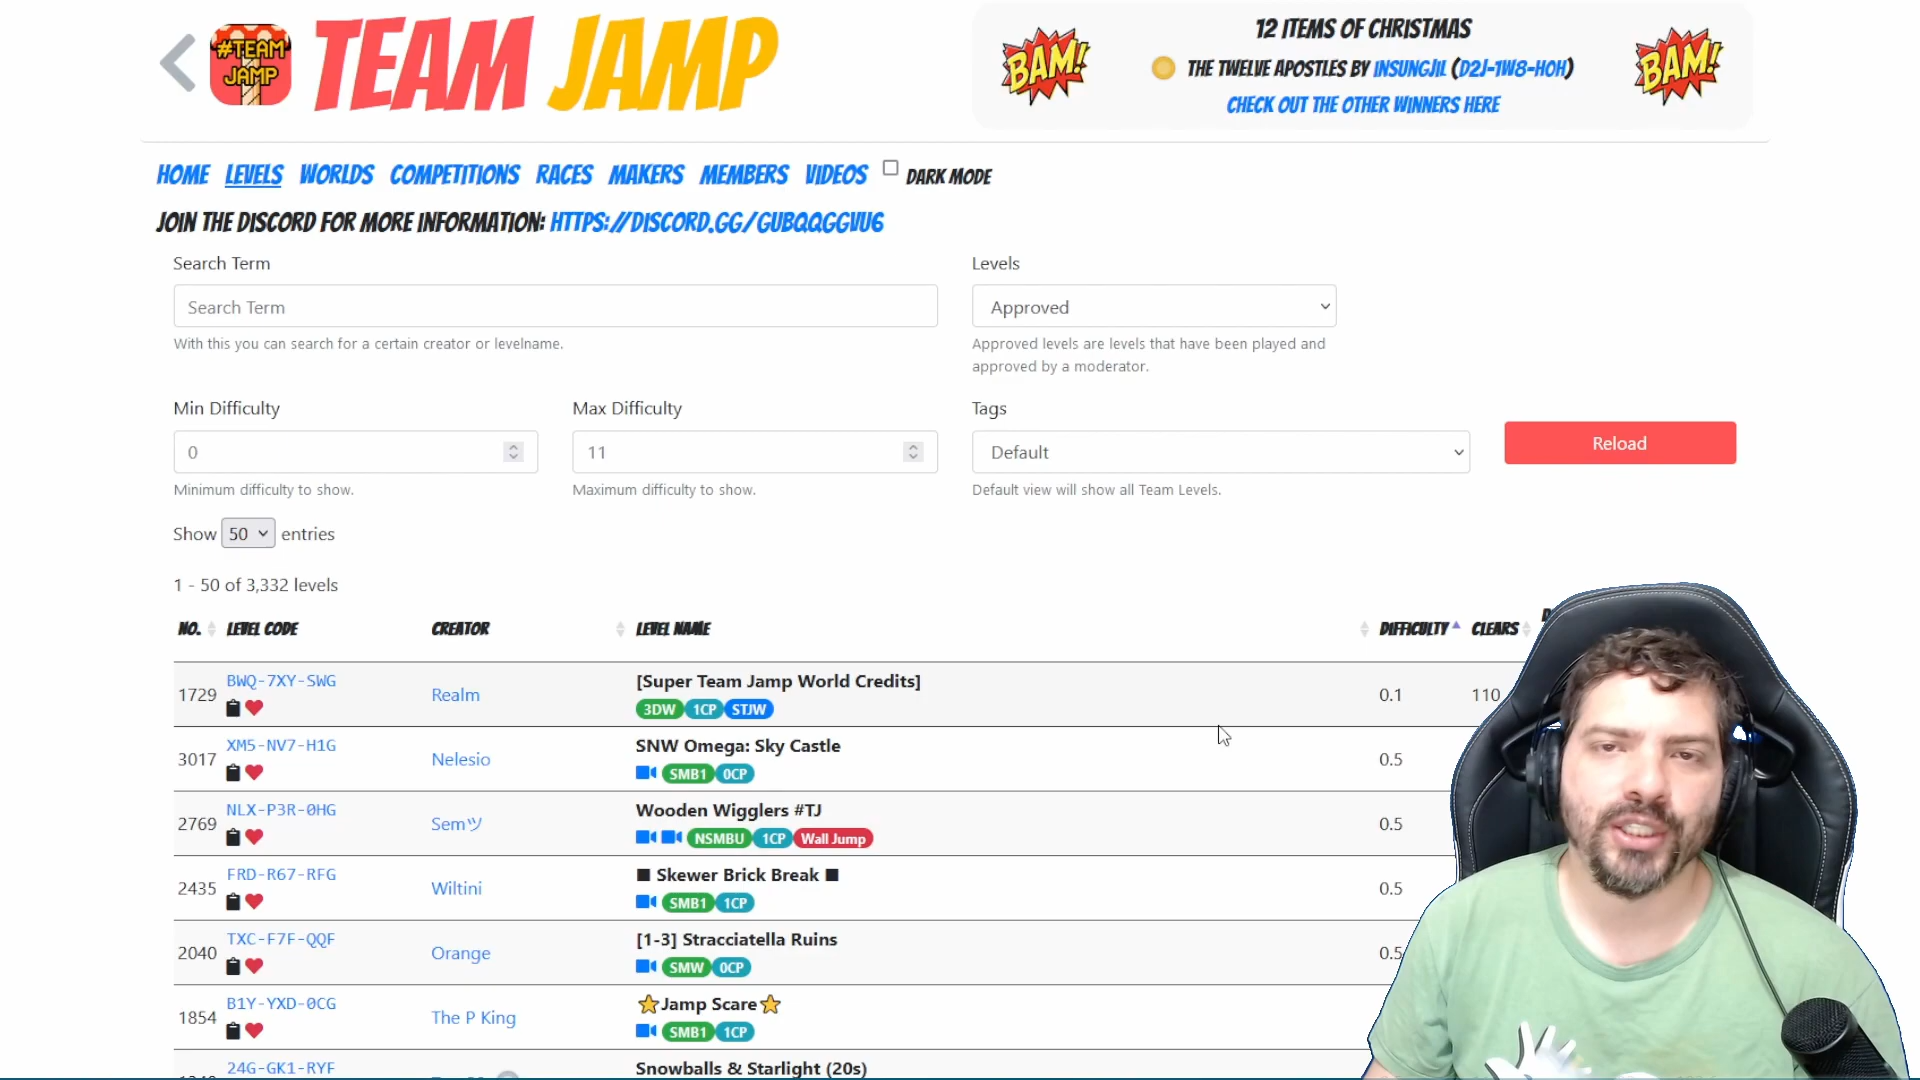 #TEAM
JAMP
TEAM JAMP
BAM!
12 ITEMS OF CHRISTMAS
THE TWELVE APOSTLES BY INSUNGJIL (D2J-1W8-H0H)
CHECK OUT THE OTHER WINNERS HERE
BAM!
HOME LEVELS WORLDS COMPETITIONS RACES MAKERS MEMBERS VIDEOS DARK MODE
JOIN THE DISCORD FOR MORE INFORMATION: HTTPS://DISCORD.GG/GUBQQGGVU6
Search Term
Levels
Search Term
Approved
With this you can search for a certain creator or levelname.
Approved levels are levels that have been played and
approved by a moderator.
Min Difficulty
Max Difficulty
Tags
0
11
Default
Reload
Minimum difficulty to show.
Maximum difficulty to show.
Default view will show all Team Levels.
Show 50 entries
1 - 50 of 3,332 levels
NO. LEVEL CODE CREATOR LEVEL NAME DIFFICULTY CLEARS
1729 BWQ-7XY-SWG Realm [Super Team Jamp World Credits] 0.1 110
3DW 1CP STJW
3017 XM5-NV7-H1G Nelesio SNW Omega: Sky Castle 0.5
SMB1 0CP
2769 NLX-P3R-0HG Semツ Wooden Wigglers #TJ 0.5
NSMBU 1CP Wall Jump
2435 FRD-R67-RFG Wiltini ■ Skewer Brick Break ■ 0.5
SMB1 1CP
2040 TXC-F7F-QQF Orange [1-3] Stracciatella Ruins 0.5
SMW 0CP
1854 B1Y-YXD-0CG The P King ⭐Jamp Scare⭐
SMB1 1CP
24G-GK1-RYF Snowballs & Starlight (20s)